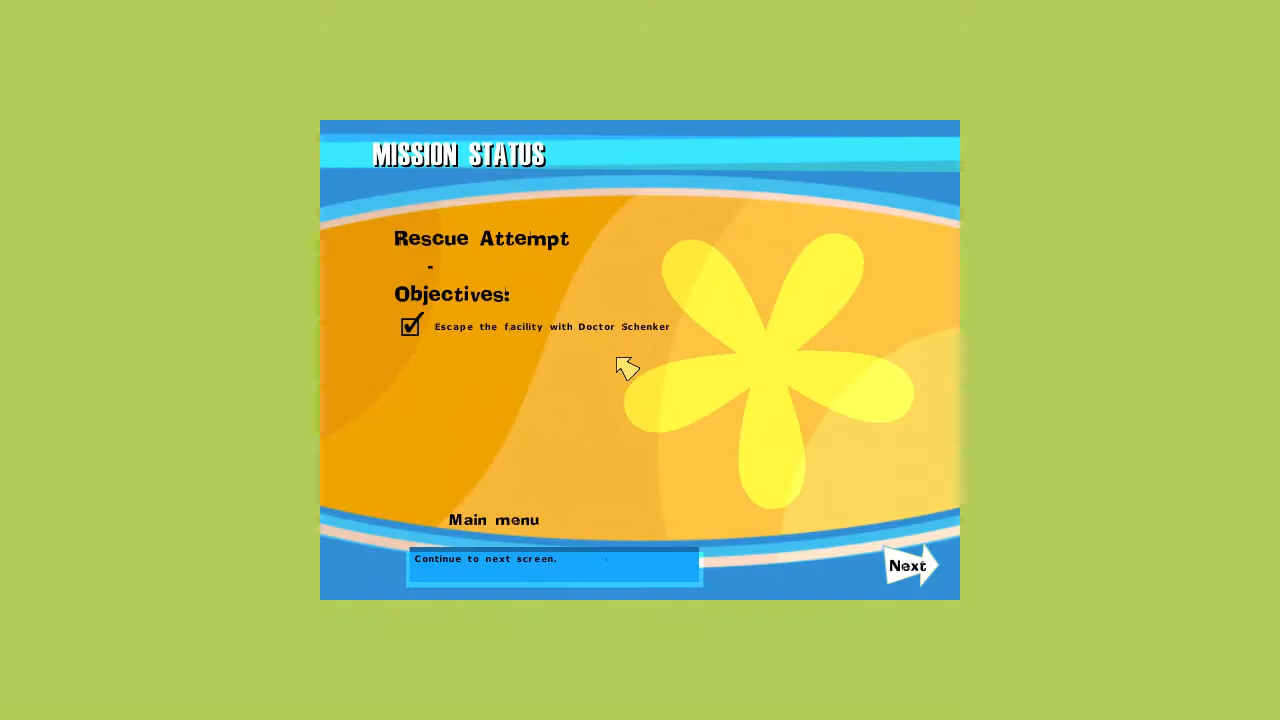 MISSION STATUS
Rescue Attempt
-
Objectives:
Escape the facility with Doctor Schenker
Main menu
Continue to next screen.
Next